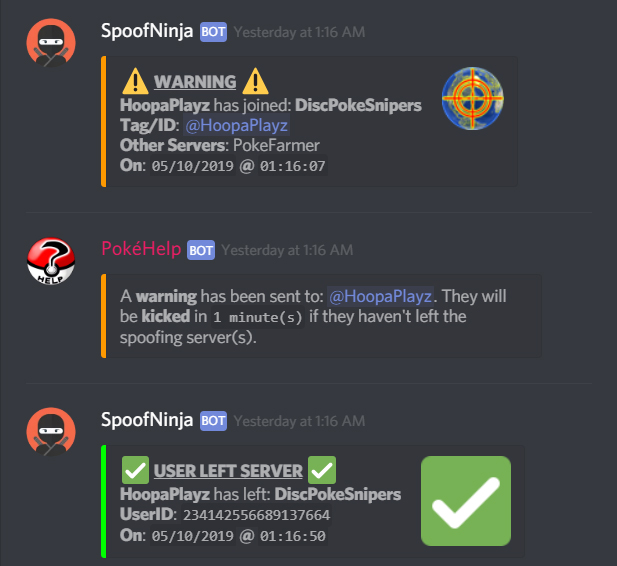 SpoofNinja BOT Yesterday at 1:16 AM
⚠️ WARNING ⚠️
HoopaPlayz has joined: DiscPokeSnipers
Tag/ID: @HoopaPlayz
Other Servers: PokeFarmer
On: 05/10/2019 @ 01:16:07
PokéHelp BOT Yesterday at 1:16 AM
HELP
A warning has been sent to: @HoopaPlayz. They will
be kicked in 1 minute(s) if they haven't left the
spoofing server(s).
SpoofNinja BOT Yesterday at 1:16 AM
✅ USER LEFT SERVER ✅
HoopaPlayz has left: DiscPokeSnipers
UserID: 234142556689137664
On: 05/10/2019 @ 01:16:50